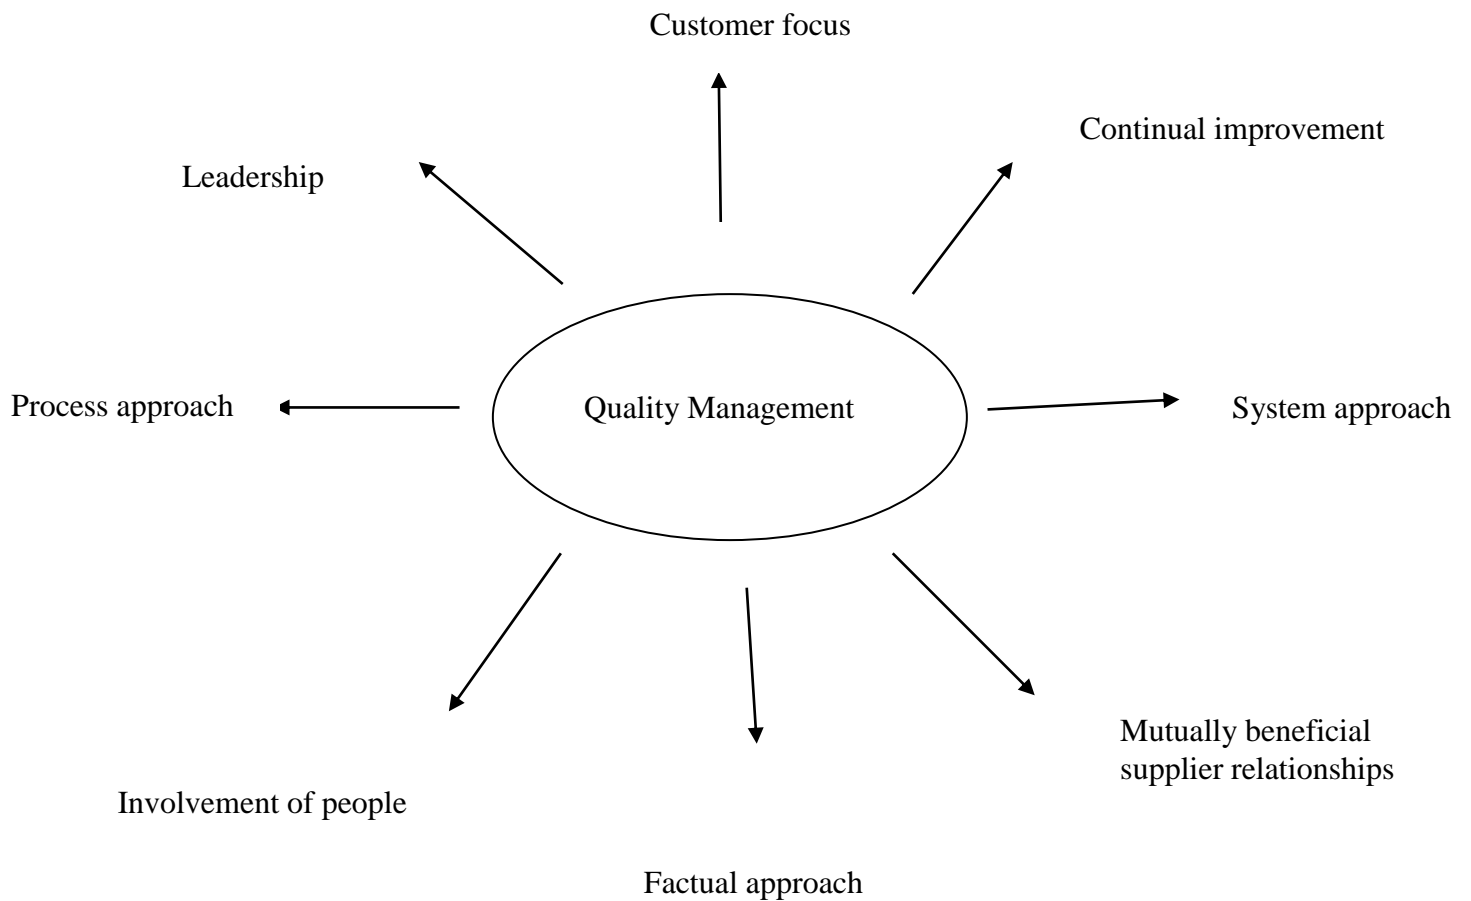 Customer focus
Continual improvement
Leadership
Process approach
Quality Management
System approach
Mutually beneficial
supplier relationships
Involvement of people
Factual approach